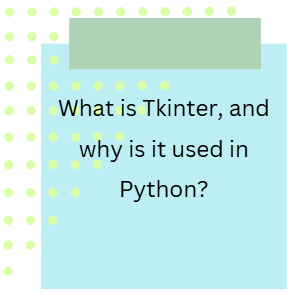 What is Tkinter, and
why is it used in
Python?